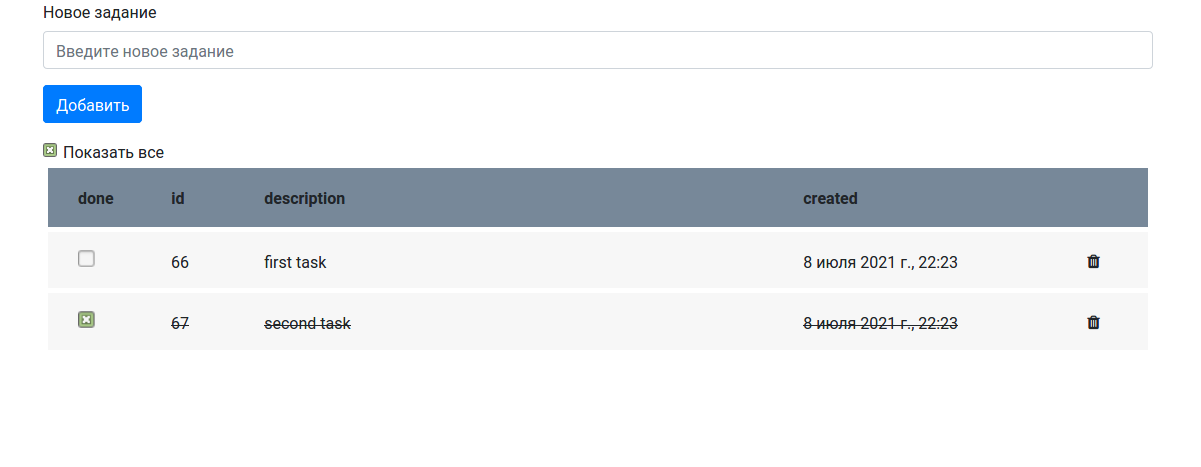 Новое задание
Введите новое задание
Добавить
Показать все
done id description created
66 first task 8 июля 2021 г., 22:23
67 second task 8 июля 2021 г., 22:23